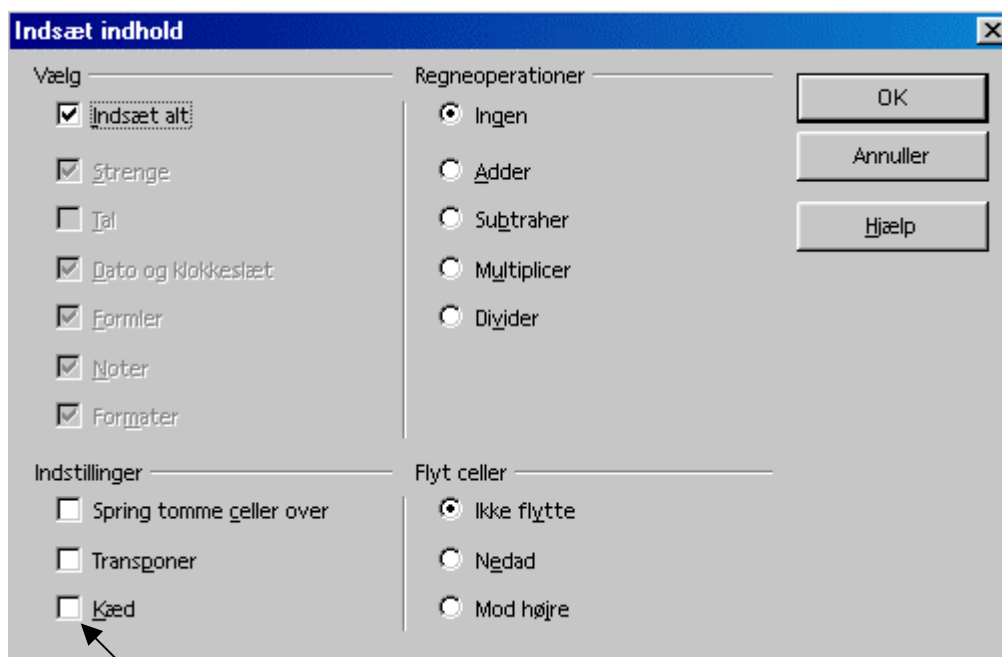 Indsæt indhold
Vælg
Indsæt alt
Strenge
Tal
Dato og klokkeslæt
Formler
Noter
Formater
Regneoperationer
Ingen
Adder
Subtraher
Multiplicer
Divider
OK
Annuller
Hjælp
Indstillinger
Spring tomme celler over
Transponer
Kæd
Flyt celler
Ikke flytte
Nedad
Mod højre